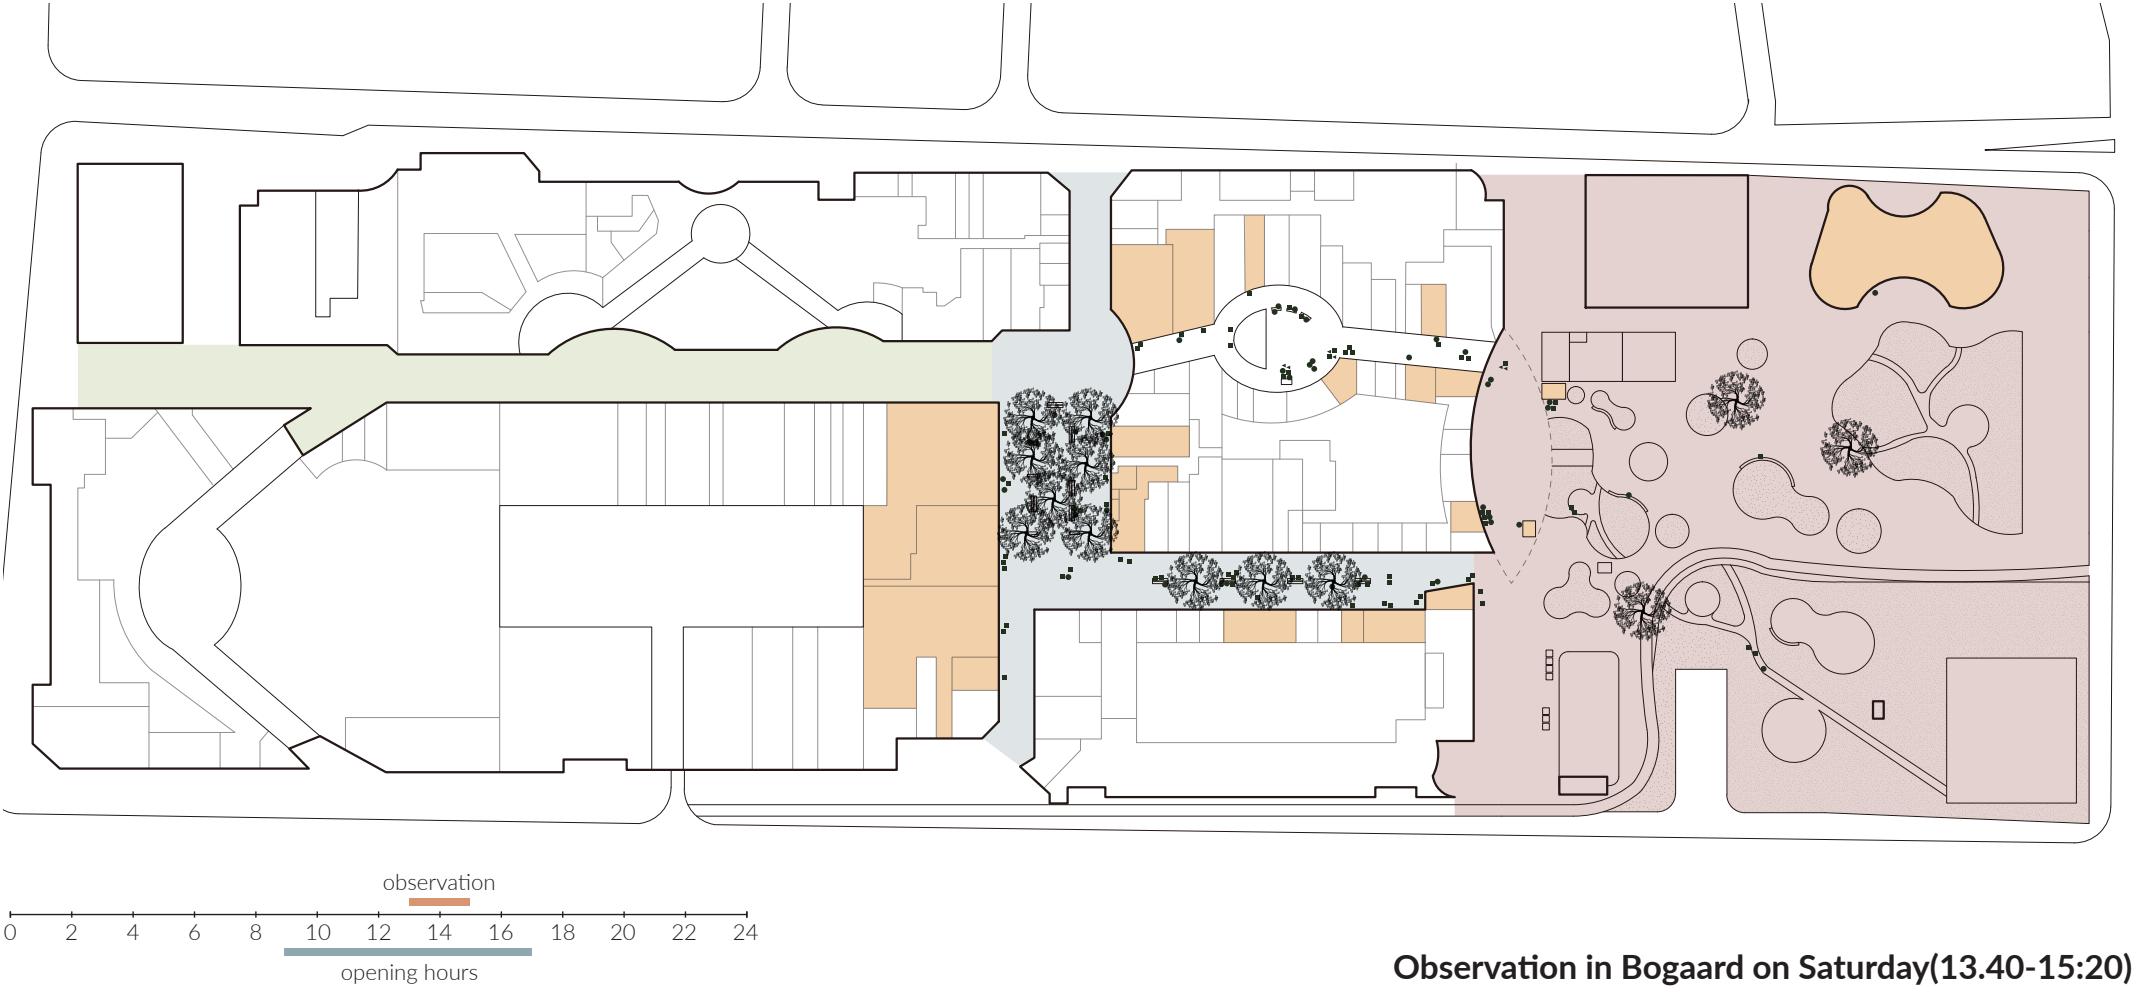 observation
0 2 4 6 8 10 12 14 16 18 20 22 24
opening hours
Observation in Bogaard on Saturday(13.40-15:20)